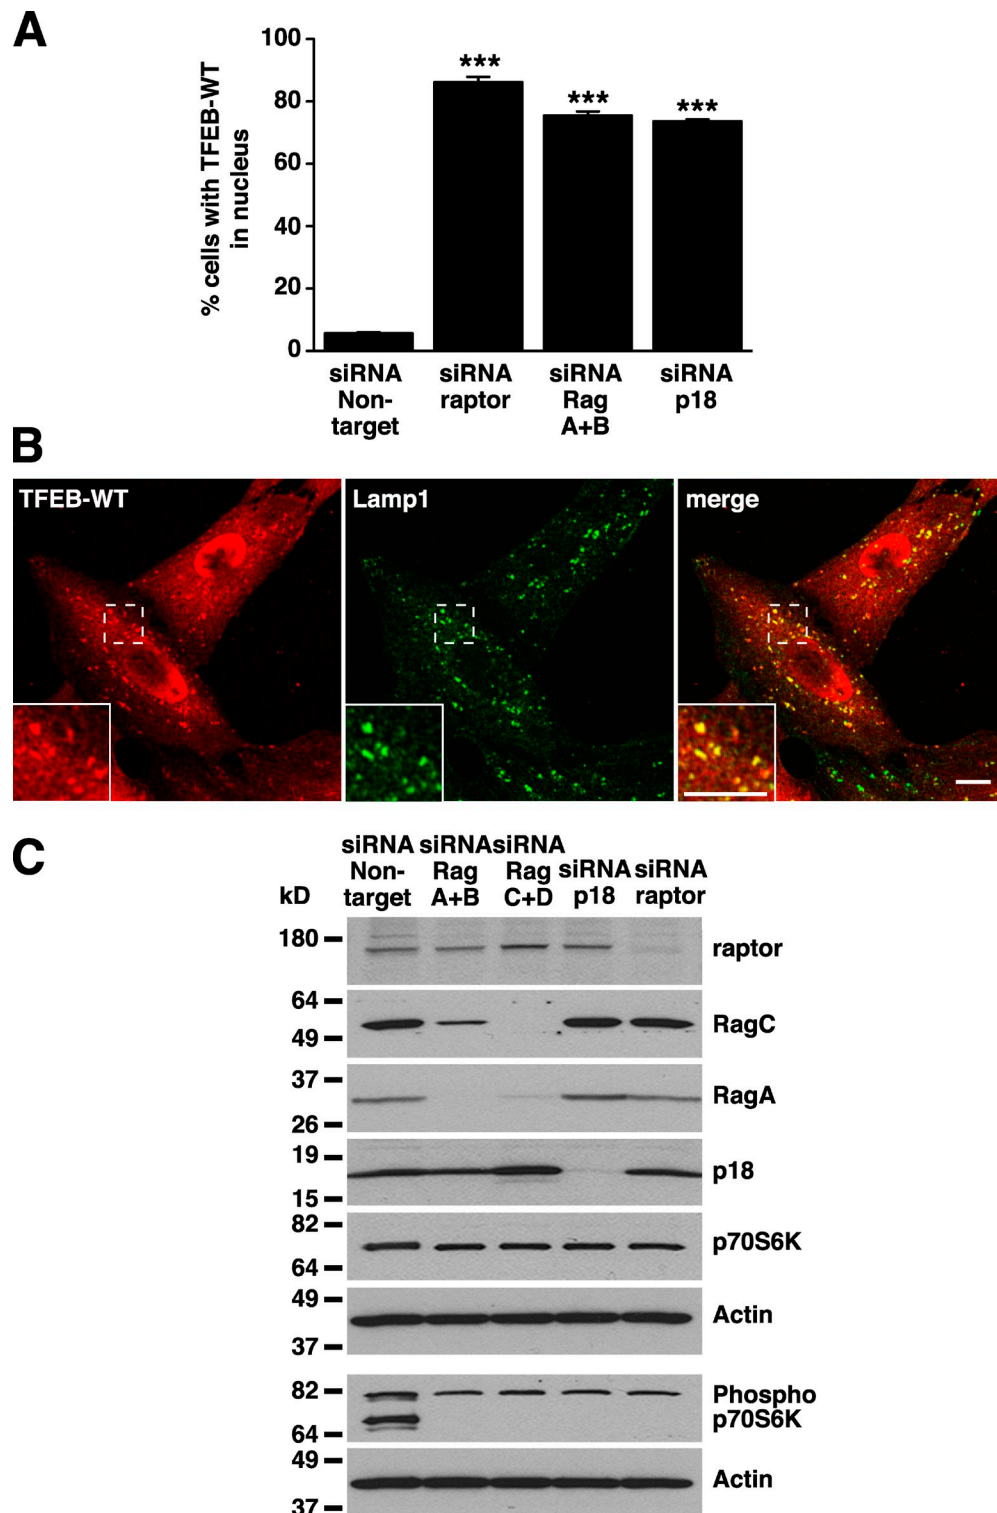 A
100
80
60
40
20
0
% cells with TFEB-WT
in nucleus
***
***
***
siRNA
Non-
target
siRNA
raptor
siRNA
Rag
A+B
siRNA
p18
B
TFEB-WT
Lamp1
merge
C
kD
siRNA
Non-
target
siRNA
Rag
A+B
siRNA
Rag
C+D
siRNA
p18
siRNA
raptor
180
raptor
64
49
RagC
37
26
RagA
19
15
p18
82
64
p70S6K
49
37
Actin
82
64
Phospho
p70S6K
49
37
Actin